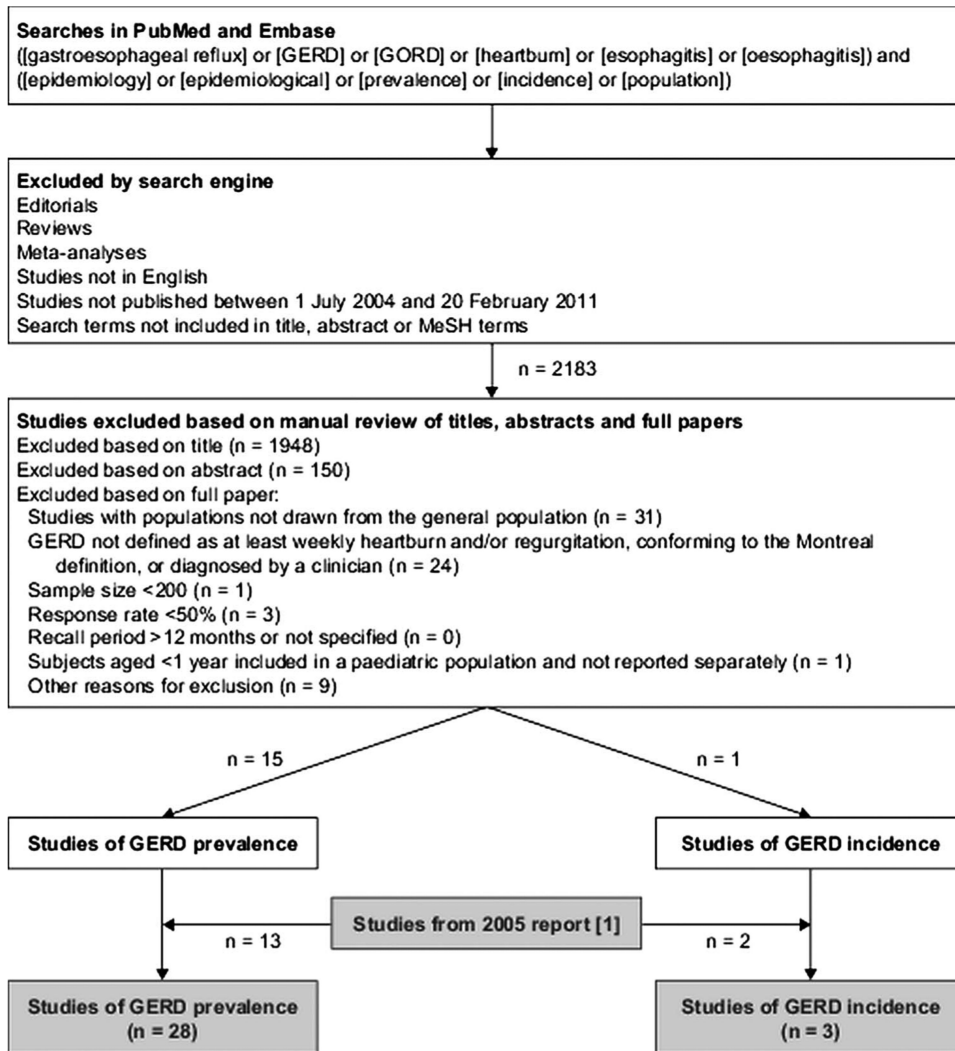 Searches in PubMed and Embase
([gastroesophageal reflux] or [GERD] or [GORD] or [heartburn] or [esophagitis] or [oesophagitis]) and
([epidemiology] or [epidemiological] or [prevalence] or [incidence] or [population])
Excluded by search engine
Editorials
Reviews
Meta-analyses
Studies not in English
Studies not published between 1 July 2004 and 20 February 2011
Search terms not included in title, abstract or MeSH terms
n = 2183
Studies excluded based on manual review of titles, abstracts and full papers
Excluded based on title (n = 1948)
Excluded based on abstract (n = 150)
Excluded based on full paper:
Studies with populations not drawn from the general population (n = 31)
GERD not defined as at least weekly heartburn and/or regurgitation, conforming to the Montreal
definition, or diagnosed by a clinician (n = 24)
Sample size <200 (n = 1)
Response rate <50% (n = 3)
Recall period >12 months or not specified (n = 0)
Subjects aged <1 year included in a paediatric population and not reported separately (n = 1)
Other reasons for exclusion (n = 9)
n = 15
n = 1
Studies of GERD prevalence
Studies of GERD incidence
Studies from 2005 report [1]
n = 13
n = 2
Studies of GERD prevalence
(n = 28)
Studies of GERD incidence
(n = 3)